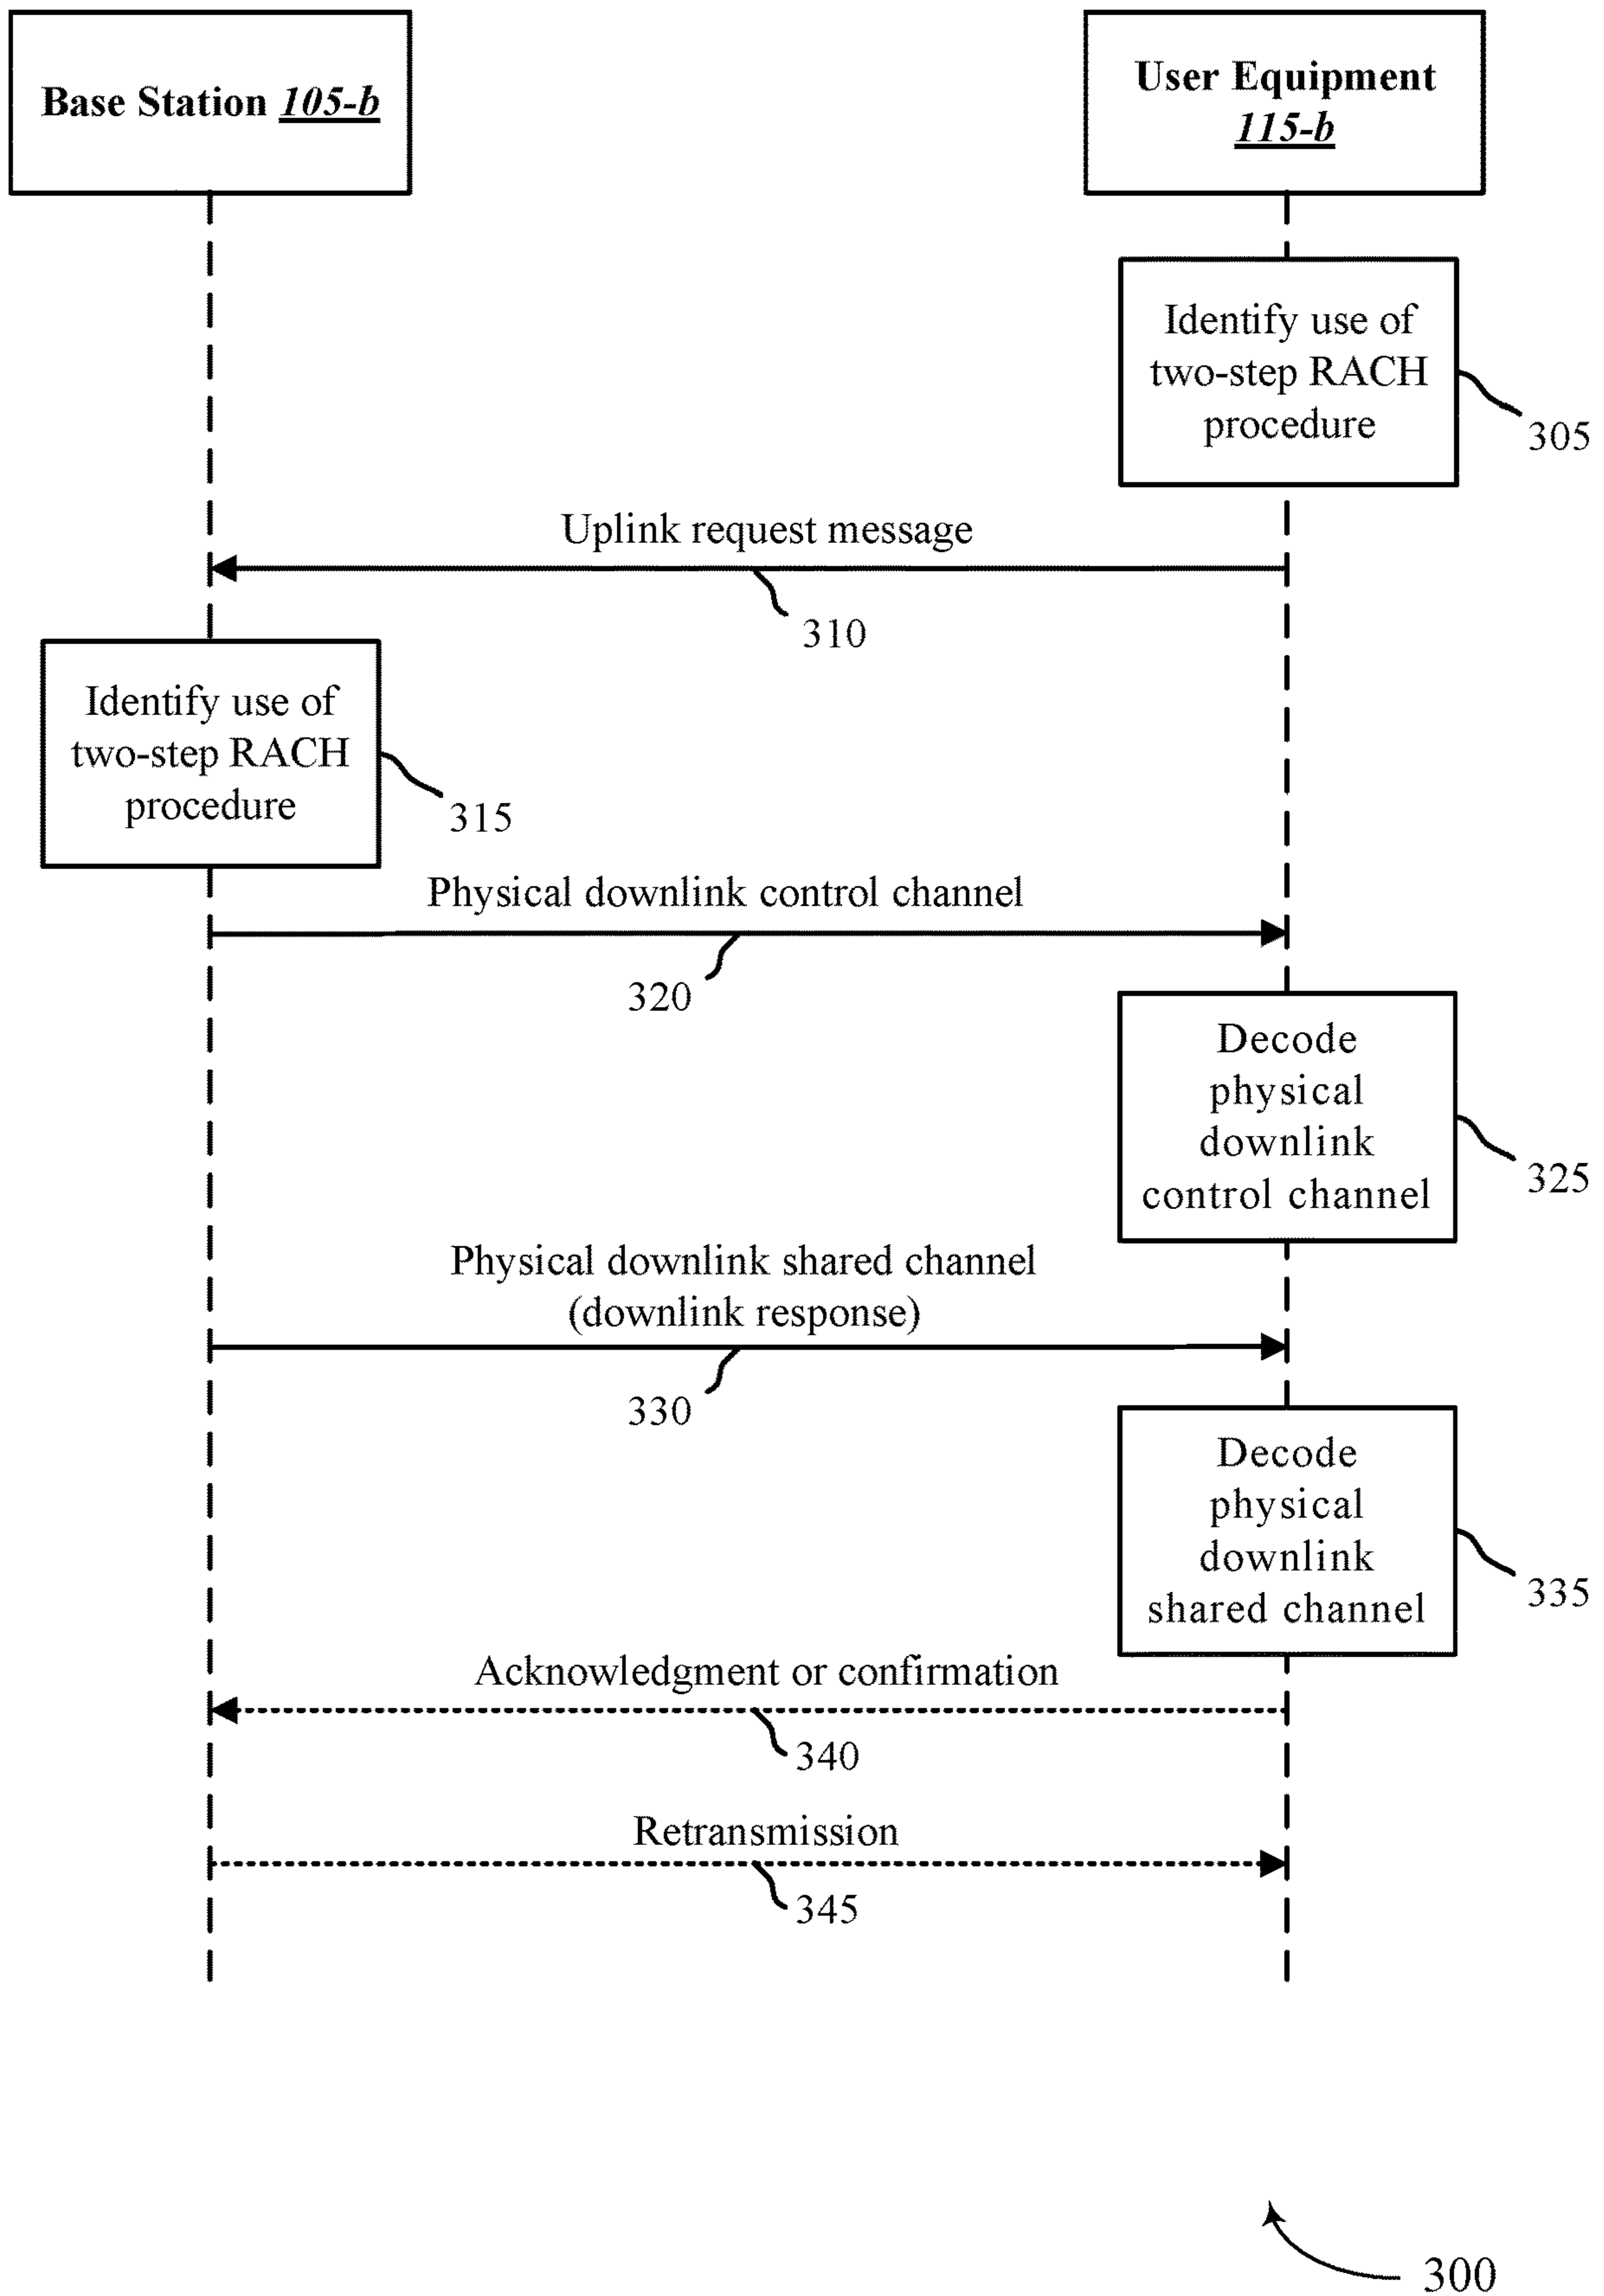 Base Station 105-b
User Equipment
115-b
Identify use of
two-step RACH
procedure
305
Uplink request message
310
Identify use of
two-step RACH
procedure
315
Physical downlink control channel
320
Decode
physical
downlink
control channel
325
Physical downlink shared channel
(downlink response)
330
Decode
physical
downlink
shared channel
335
Acknowledgment or confirmation
340
Retransmission
345
300